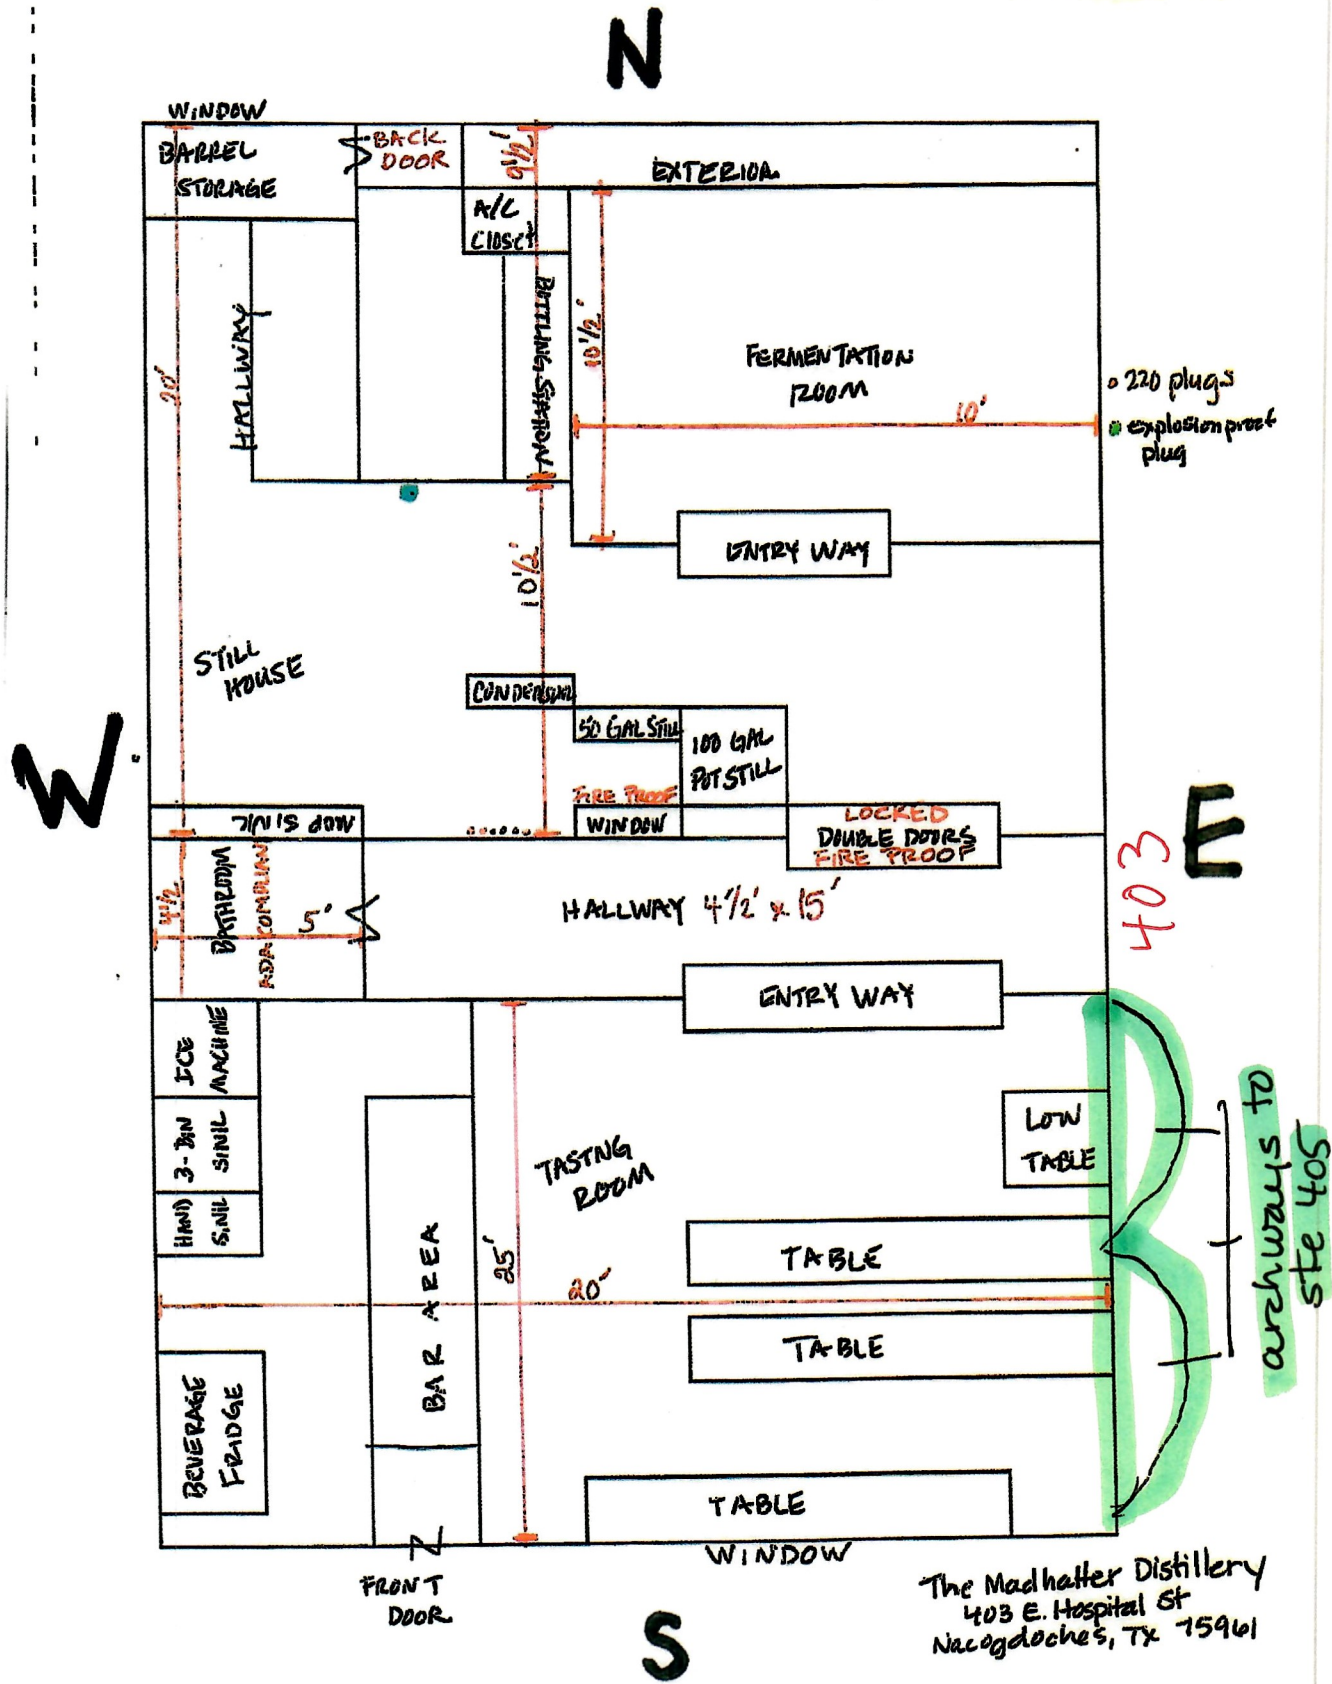 N
WINDOW
BARREL
STORAGE
BACK
DOOR
9½'
EXTERIOR
A/C
CLOSET
HALLWAY
20'
BOTTLING STATION
10½'
FERMENTATION
ROOM
10'
220 plugs
explosion proof
plug
ENTRY WAY
10½'
STILL
HOUSE
CONDENSER
50 GAL STILL
100 GAL
POT STILL
W
E
403
MOP SINK
FIRE PROOF
WINDOW
LOCKED
DOUBLE DOORS
FIRE PROOF
4½
BATHROOM
ADA COMPLIANT
5'
HALLWAY 4½' x 15'
ENTRY WAY
ICE
MACHINE
3-BIN
SINK
HAND
SINK
BAR AREA
TASTNG
ROOM
25'
20'
LOW
TABLE
TABLE
TABLE
archways to
ste 405
BEVERAGE
FRIDGE
TABLE
WINDOW
FRONT
DOOR
S
The Madhatter Distillery
403 E. Hospital St
Nacogdoches, TX 75961